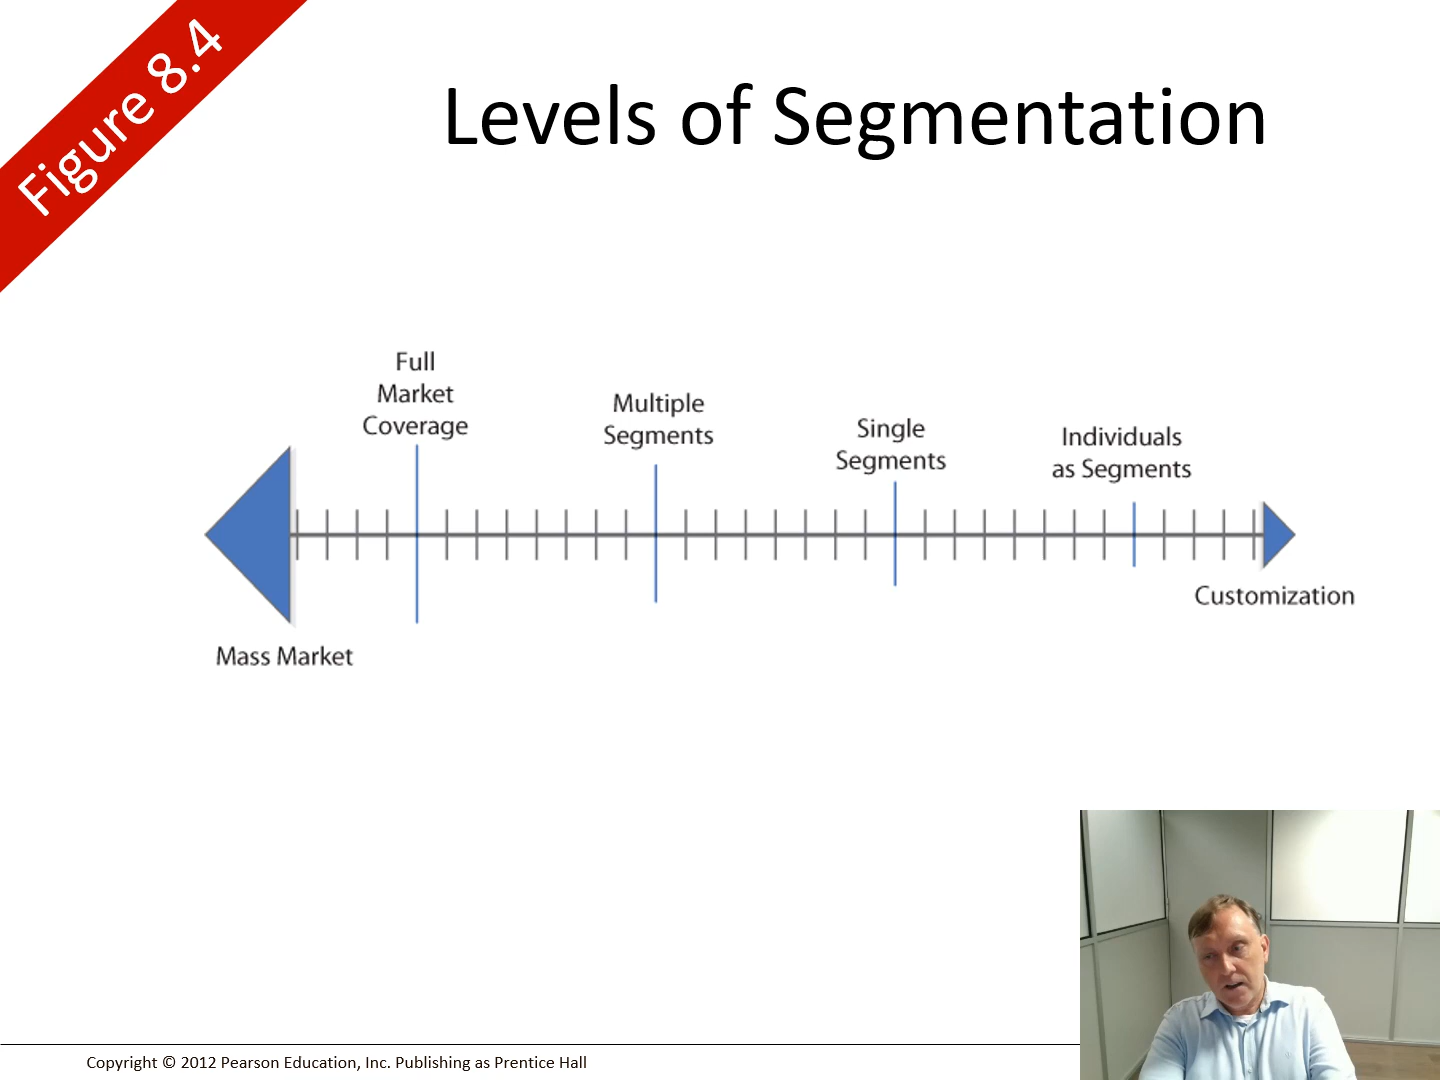 Figure 8.4
Levels of Segmentation
Full
Market
Coverage
Multiple
Segments
Single
Segments
Individuals
as Segments
Customization
Mass Market
Copyright © 2012 Pearson Education, Inc. Publishing as Prentice Hall